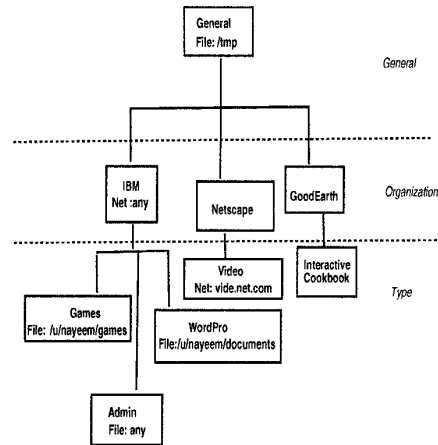 General
File: /tmp
General
IBM
Net :any
Netscape
GoodEarth
Organization
Video
Net: vide.net.com
Interactive
Cookbook
Type
Games
File: /u/nayeem/games
WordPro
File:/u/nayeem/documents
Admin
File: any